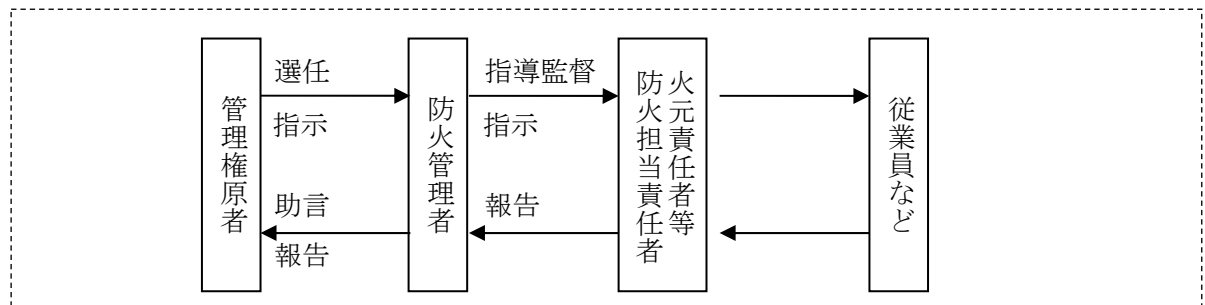 管理権原者
選任
指示
助言
報告
防火管理者
指導監督
指示
報告
火元責任者等
防火担当責任者
従業員など